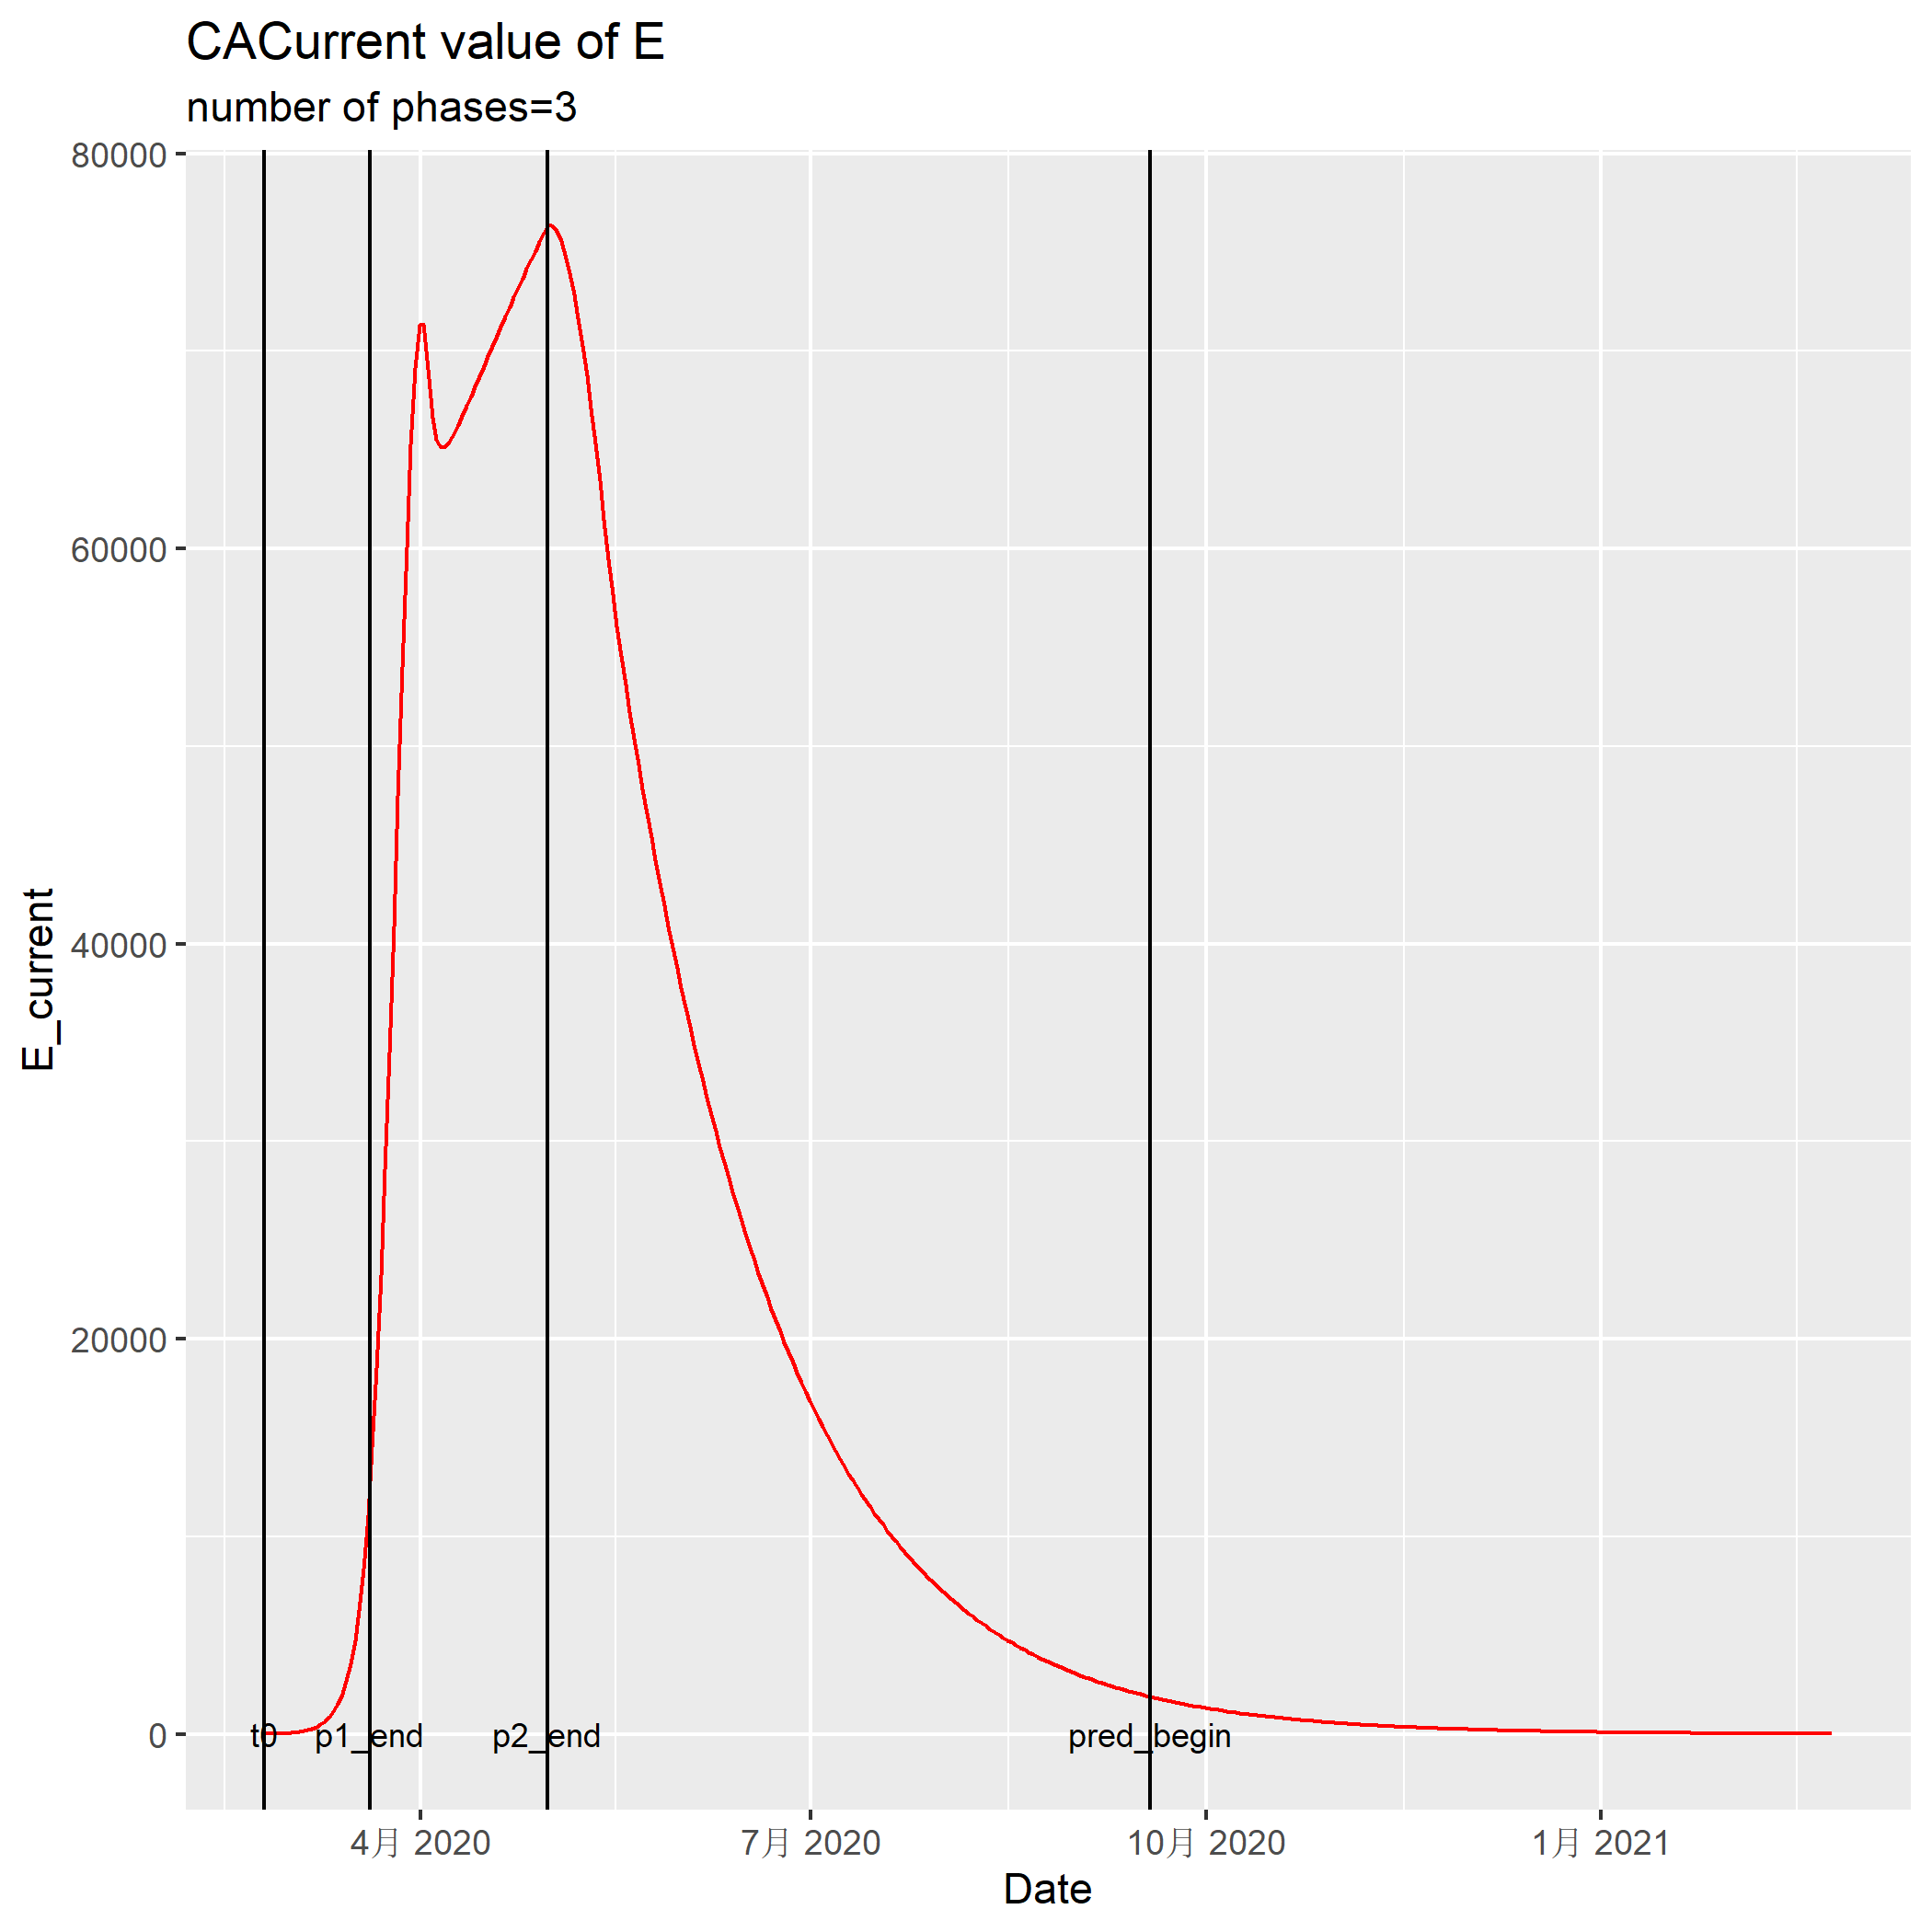 CACurrent value of E
number of phases=3
80000
60000
40000
20000
0
E_current
t0 p1_end p2_end pred_begin
4月 2020 7月 2020 10月 2020 1月 2021
Date